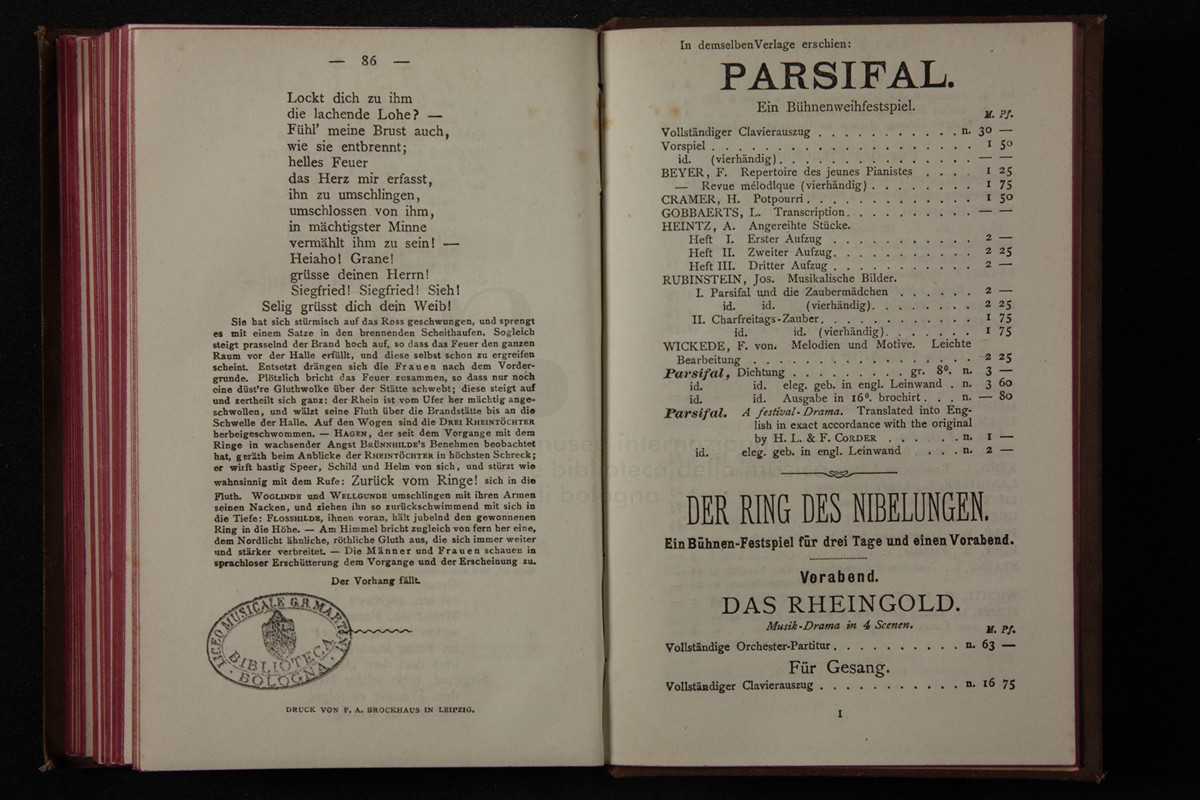 — 86 —
Lockt dich zu ihm
die lachende Lohe? —
Fühl' meine Brust auch,
wie sie entbrennt;
helles Feuer
das Herz mir erfasst,
ihn zu umschlingen,
umschlossen von ihm,
in mächtigster Minne
vermählt ihm zu sein! —
Heiaho! Grane!
grüsse deinen Herrn!
Siegfried! Siegfried! Sieh!
Selig grüsst dich dein Weib!
Sie hat sich stürmisch auf das Ross geschwungen, und sprengt
es mit einem Satze in den brennenden Scheithaufen. Sogleich
steigt prasselnd der Brand hoch auf, so dass das Feuer den ganzen
Raum vor der Halle erfüllt, und diese selbst schon zu ergreifen
scheint. Entsetzt drängen sich die Frauen nach dem Vorder-
grunde. Plötzlich bricht das Feuer zusammen, so dass nur noch
eine düst're Gluthwolke über der Stätte schwebt; diese steigt auf
und zertheilt sich ganz: der Rhein ist vom Ufer her mächtig ange-
schwollen, und wälzt seine Fluth über die Brandstätte bis an die
Schwelle der Halle. Auf den Wogen sind die DREI RHEINTÖCHTER
herbeigeschwommen. — HAGEN, der seit dem Vorgange mit dem
Ringe in wachsender Angst BRÜNNHILDE'S Benehmen beobachtet
hat, geräth beim Anblicke der RHEINTÖCHTER in höchsten Schreck;
er wirft hastig Speer, Schild und Helm von sich, und stürzt wie
wahnsinnig mit dem Rufe: Zurück vom Ringe! sich in die
Fluth. WOGLINDE und WELLGUNDE umschlingen mit ihren Armen
seinen Nacken, und ziehen ihn so zurückschwimmend mit sich in
die Tiefe: FLOSSHILDE, ihnen voran, hält jubelnd den gewonnenen
Ring in die Höhe. — Am Himmel bricht zugleich von fern her eine,
dem Nordlicht ähnliche, röthliche Gluth aus, die sich immer weiter
und stärker verbreitet. — Die Männer und Frauen schauen in
sprachloser Erschütterung dem Vorgange und der Erscheinung zu.
Der Vorhang fällt.
LICEO MUSICALE G.B. MARTINI
BIBLIOTECA
· BOLOGNA ·
DRUCK VON F. A. BROCKHAUS IN LEIPZIG.
In demselben Verlage erschien:
PARSIFAL.
Ein Bühnenweihfestspiel.
M. Pf.
Vollständiger Clavierauszug . . . . . . . . . . . n. 30 —
Vorspiel . . . . . . . . . . . . . . . . . . . . 1 50
id. (vierhändig) . . . . . . . . . . . . . . . — —
BEYER, F. Repertoire des jeunes Pianistes . . . . 1 25
— Revue mélodique (vierhändig) . . . . . . . . 1 75
CRAMER, H. Potpourri . . . . . . . . . . . . . 1 50
GOBBAERTS, L. Transcription . . . . . . . . . . — —
HEINTZ, A. Angereihte Stücke.
Heft I. Erster Aufzug . . . . . . . . . . . 2 —
Heft II. Zweiter Aufzug . . . . . . . . . . . 2 25
Heft III. Dritter Aufzug . . . . . . . . . . . 2 —
RUBINSTEIN, Jos. Musikalische Bilder.
I. Parsifal und die Zaubermädchen . . . . . . 2 —
id. id. (vierhändig) . . . . . . . . 2 25
II. Charfreitags-Zauber . . . . . . . . . . . . 1 75
id. id. (vierhändig) . . . . . . . 1 75
WICKEDE, F. von. Melodien und Motive. Leichte
Bearbeitung . . . . . . . . . . . . . . . . . 2 25
Parsifal, Dichtung . . . . . . . . . gr. 8º. n. 3 —
id. id. eleg. geb. in engl. Leinwand . n. 3 60
id. id. Ausgabe in 16º. brochirt . . . n. — 80
Parsifal. A festival-Drama. Translated into Eng-
lish in exact accordance with the original
by H. L. & F. CORDER . . . . . . n. 1 —
id. eleg. geb. in engl. Leinwand . . . n. 2 —
museo internazionale
biblioteca della musica
di bologna
DER RING DES NIBELUNGEN.
Ein Bühnen-Festspiel für drei Tage und einen Vorabend.
Vorabend.
DAS RHEINGOLD.
Musik-Drama in 4 Scenen.
M. Pf.
Vollständige Orchester-Partitur . . . . . . . . . . n. 63 —
Für Gesang.
Vollständiger Clavierauszug . . . . . . . . . . . n. 16 75
1